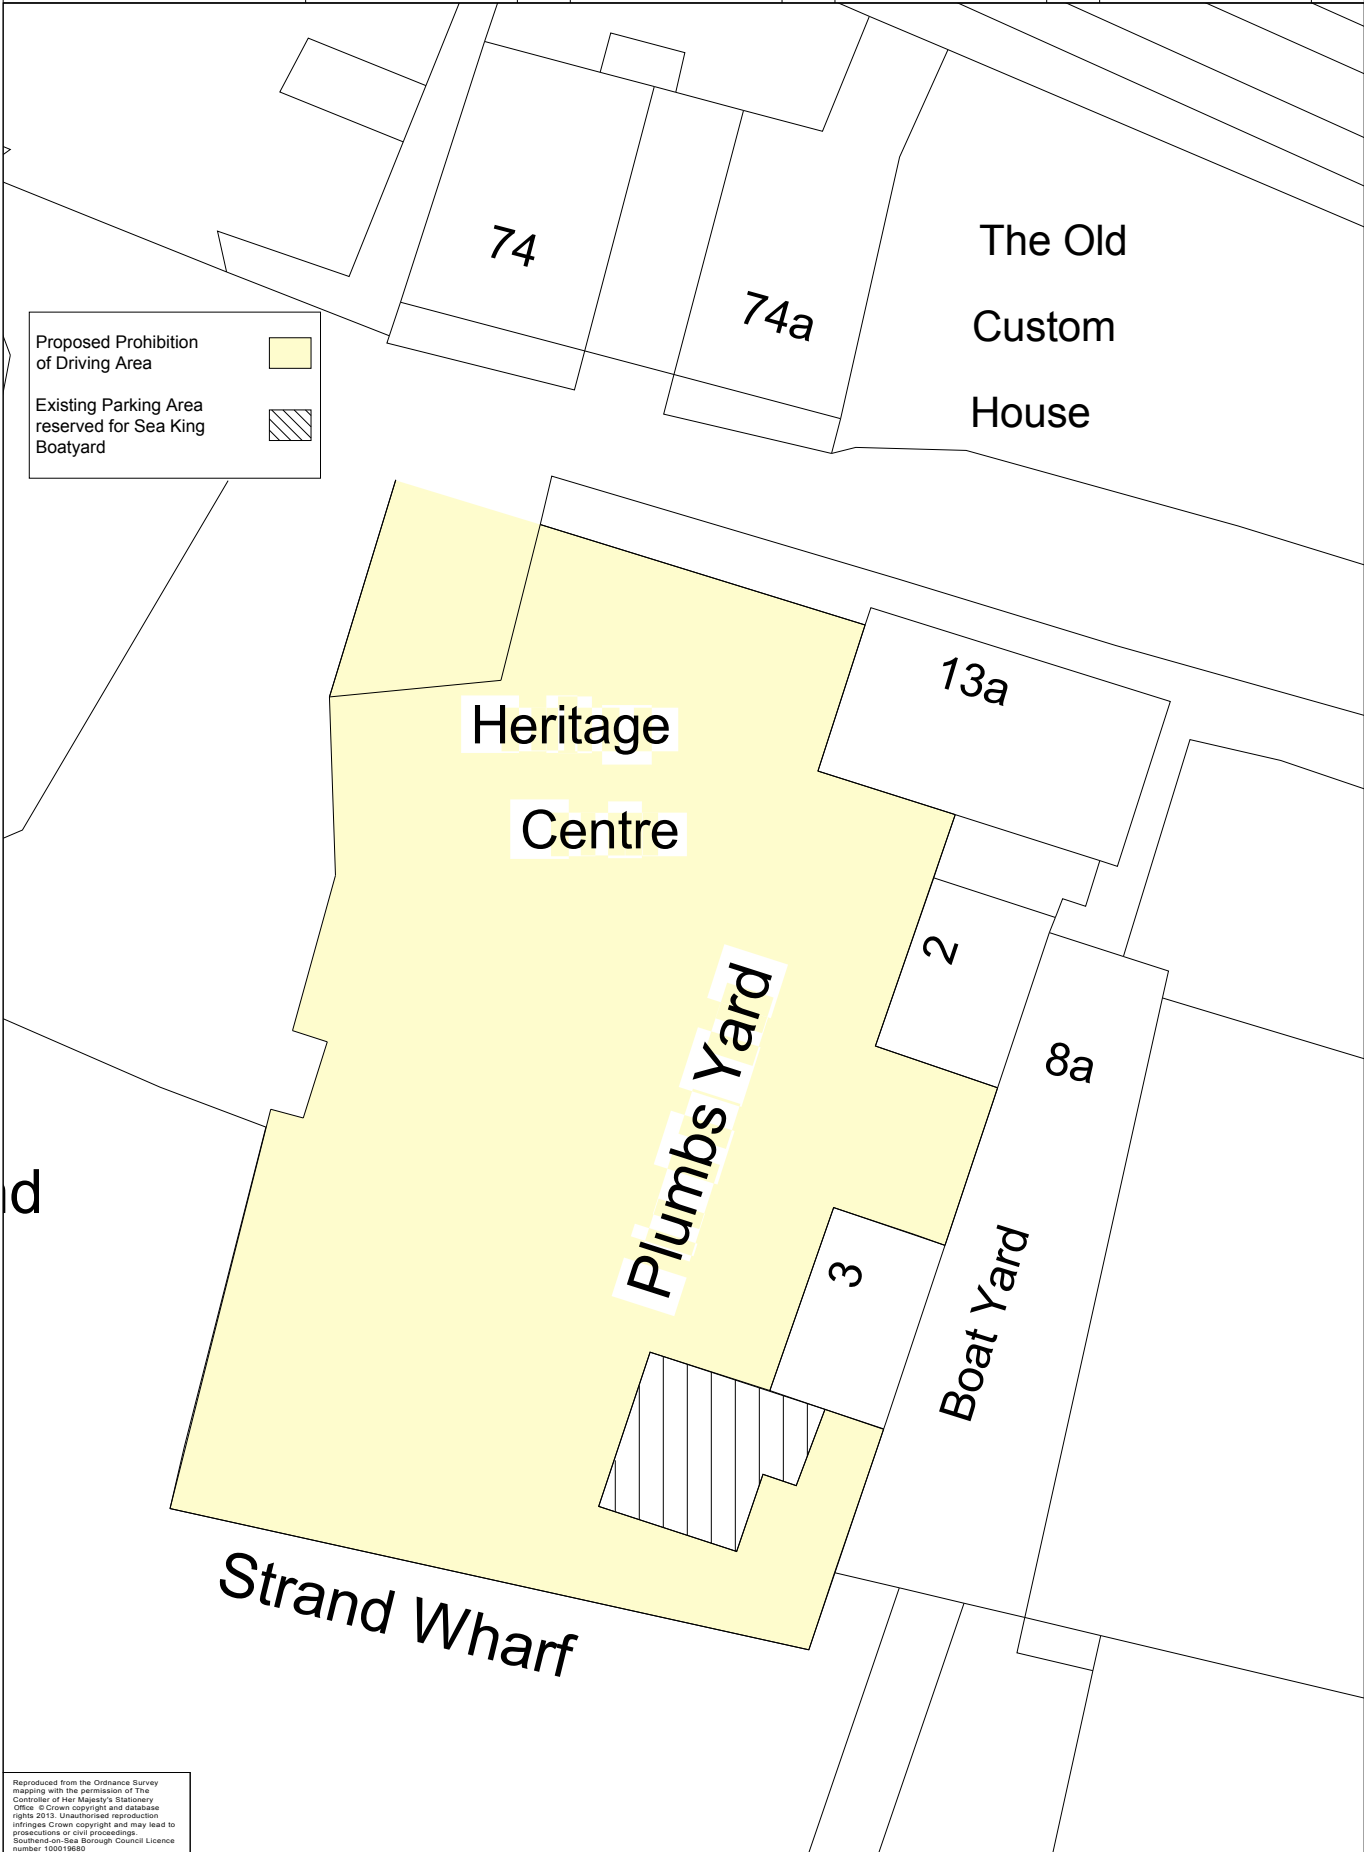 74
74a
The Old
Custom
House
Proposed Prohibition
of Driving Area
Existing Parking Area
reserved for Sea King
Boatyard
13a
Heritage
Centre
2
Plumbs Yard
8a
3
Boat Yard
Strand Wharf
Reproduced from the Ordnance Survey
mapping with the permission of The
Controller of Her Majesty's Stationery
Office © Crown copyright and database
rights 2013. Unauthorised reproduction
infringes Crown copyright and may lead to
prosecutions or civil proceedings.
Southend-on-Sea Borough Council Licence
number 100019680